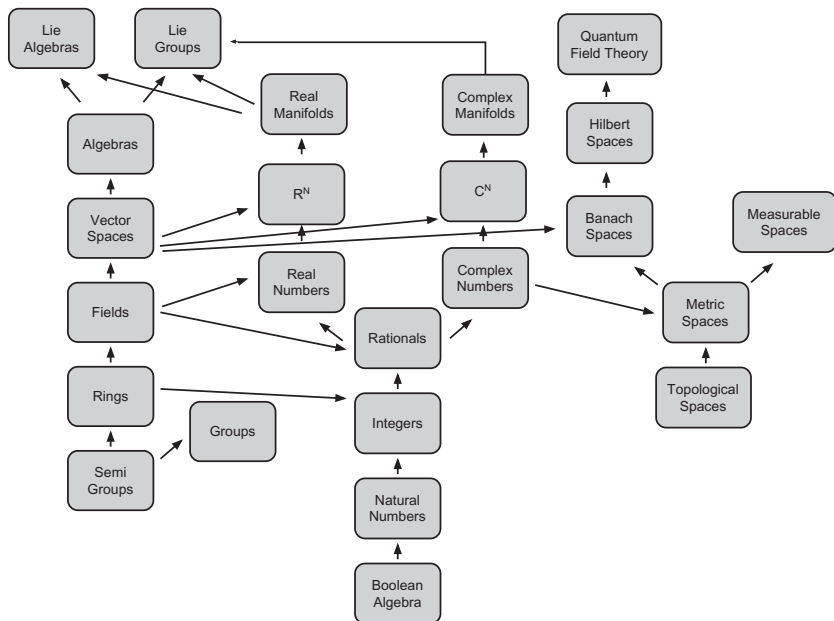 Lie
Algebras
Lie
Groups
Quantum
Field Theory
Real
Manifolds
Complex
Manifolds
Hilbert
Spaces
Algebras
Vector
Spaces
Rᴺ
Cᴺ
Banach
Spaces
Measurable
Spaces
Real
Numbers
Complex
Numbers
Fields
Metric
Spaces
Rationals
Rings
Topological
Spaces
Groups
Integers
Semi
Groups
Natural
Numbers
Boolean
Algebra